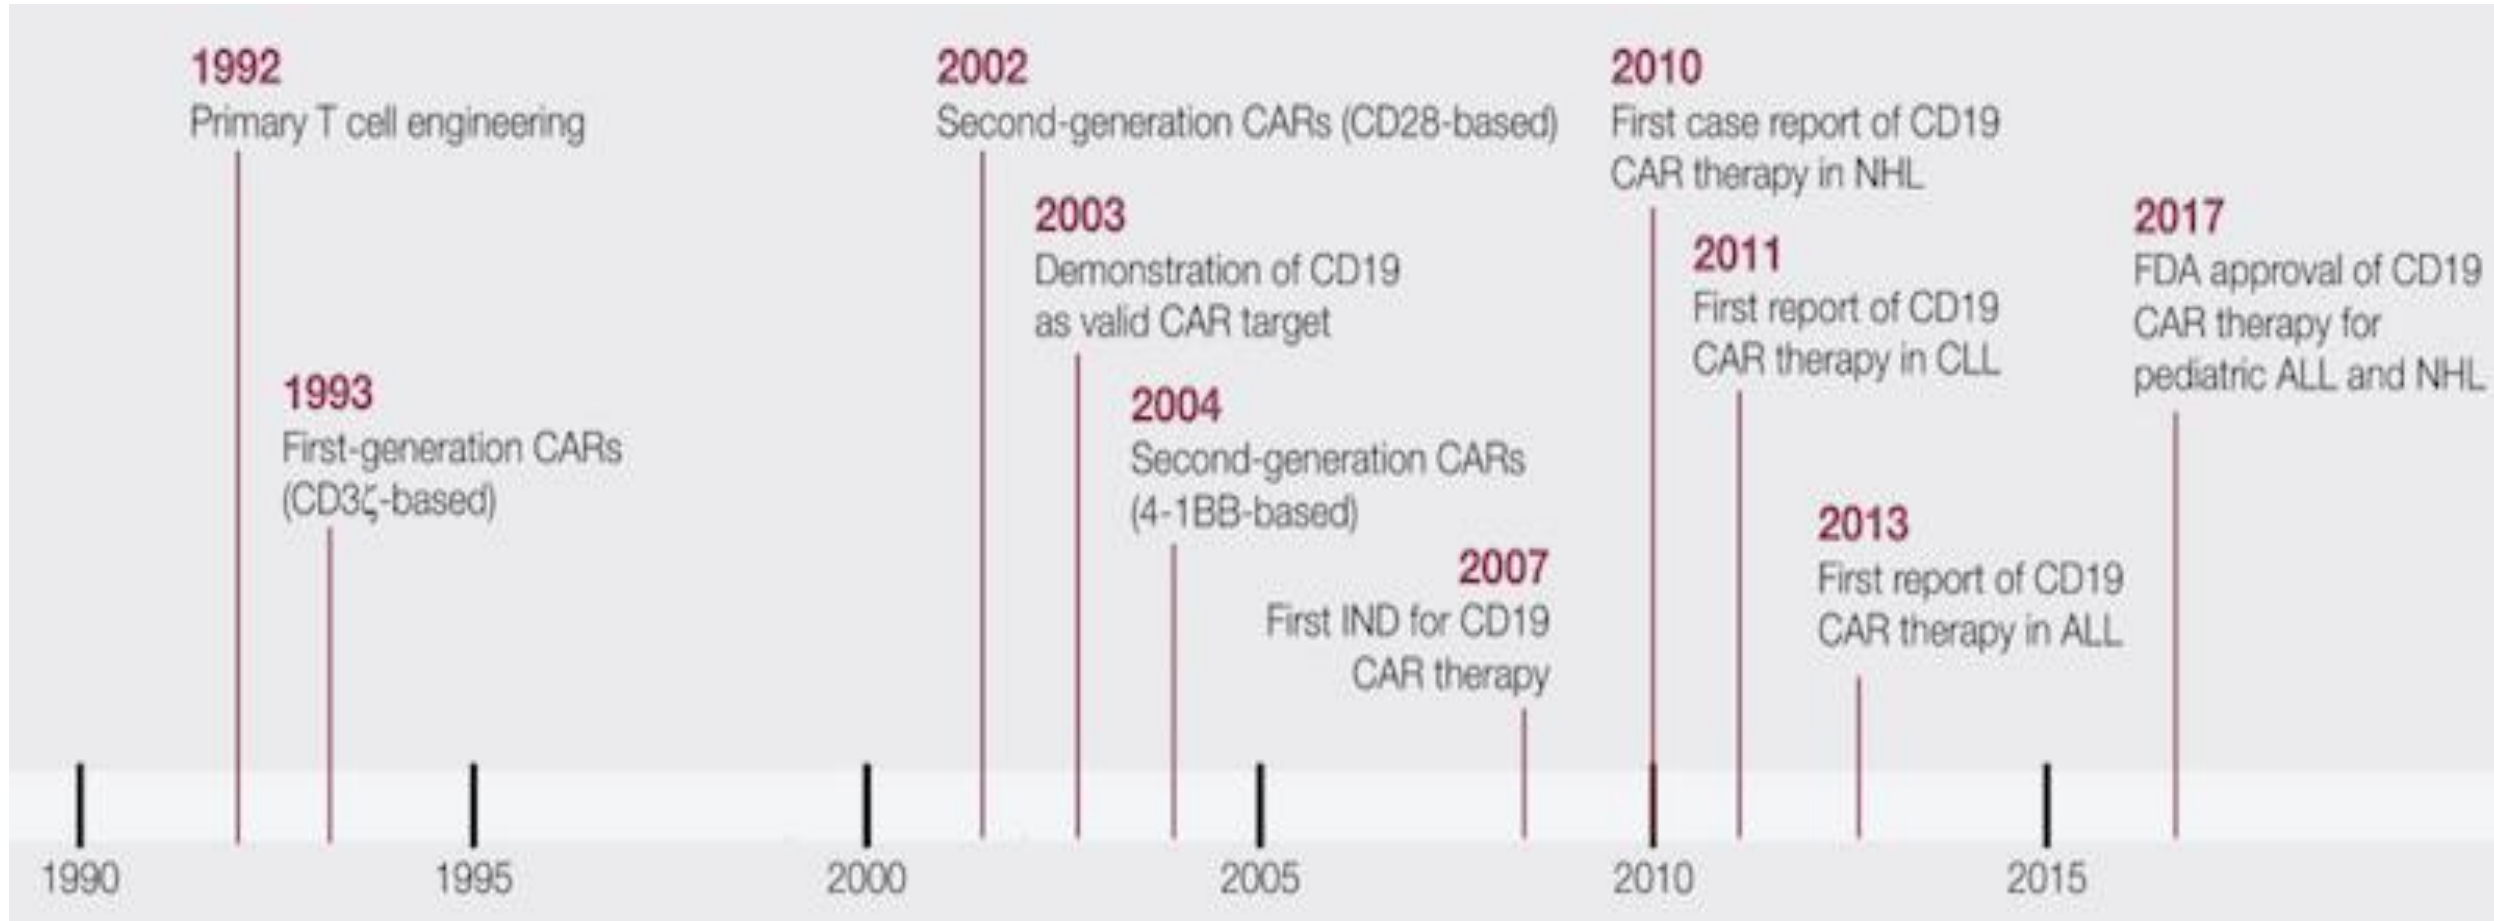 1992
Primary T cell engineering
1993
First-generation CARs
(CD3ζ-based)
2002
Second-generation CARs (CD28-based)
2003
Demonstration of CD19
as valid CAR target
2004
Second-generation CARs
(4-1BB-based)
2007
First IND for CD19
CAR therapy
2010
First case report of CD19
CAR therapy in NHL
2011
First report of CD19
CAR therapy in CLL
2013
First report of CD19
CAR therapy in ALL
2017
FDA approval of CD19
CAR therapy for
pediatric ALL and NHL
1990
1995
2000
2005
2010
2015